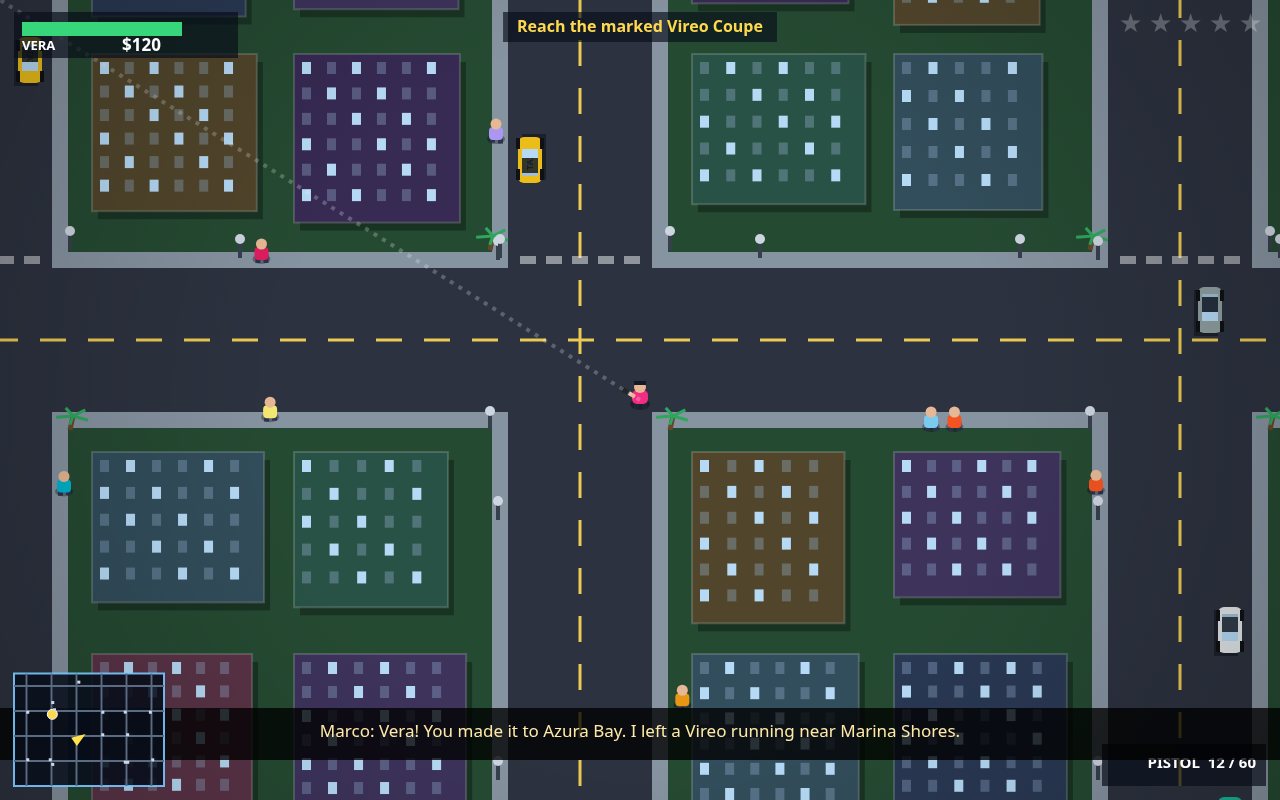 Reach the marked Vireo Coupe
VERA $120
Marco: Vera! You made it to Azura Bay. I left a Vireo running near Marina Shores.
PISTOL 12 / 60